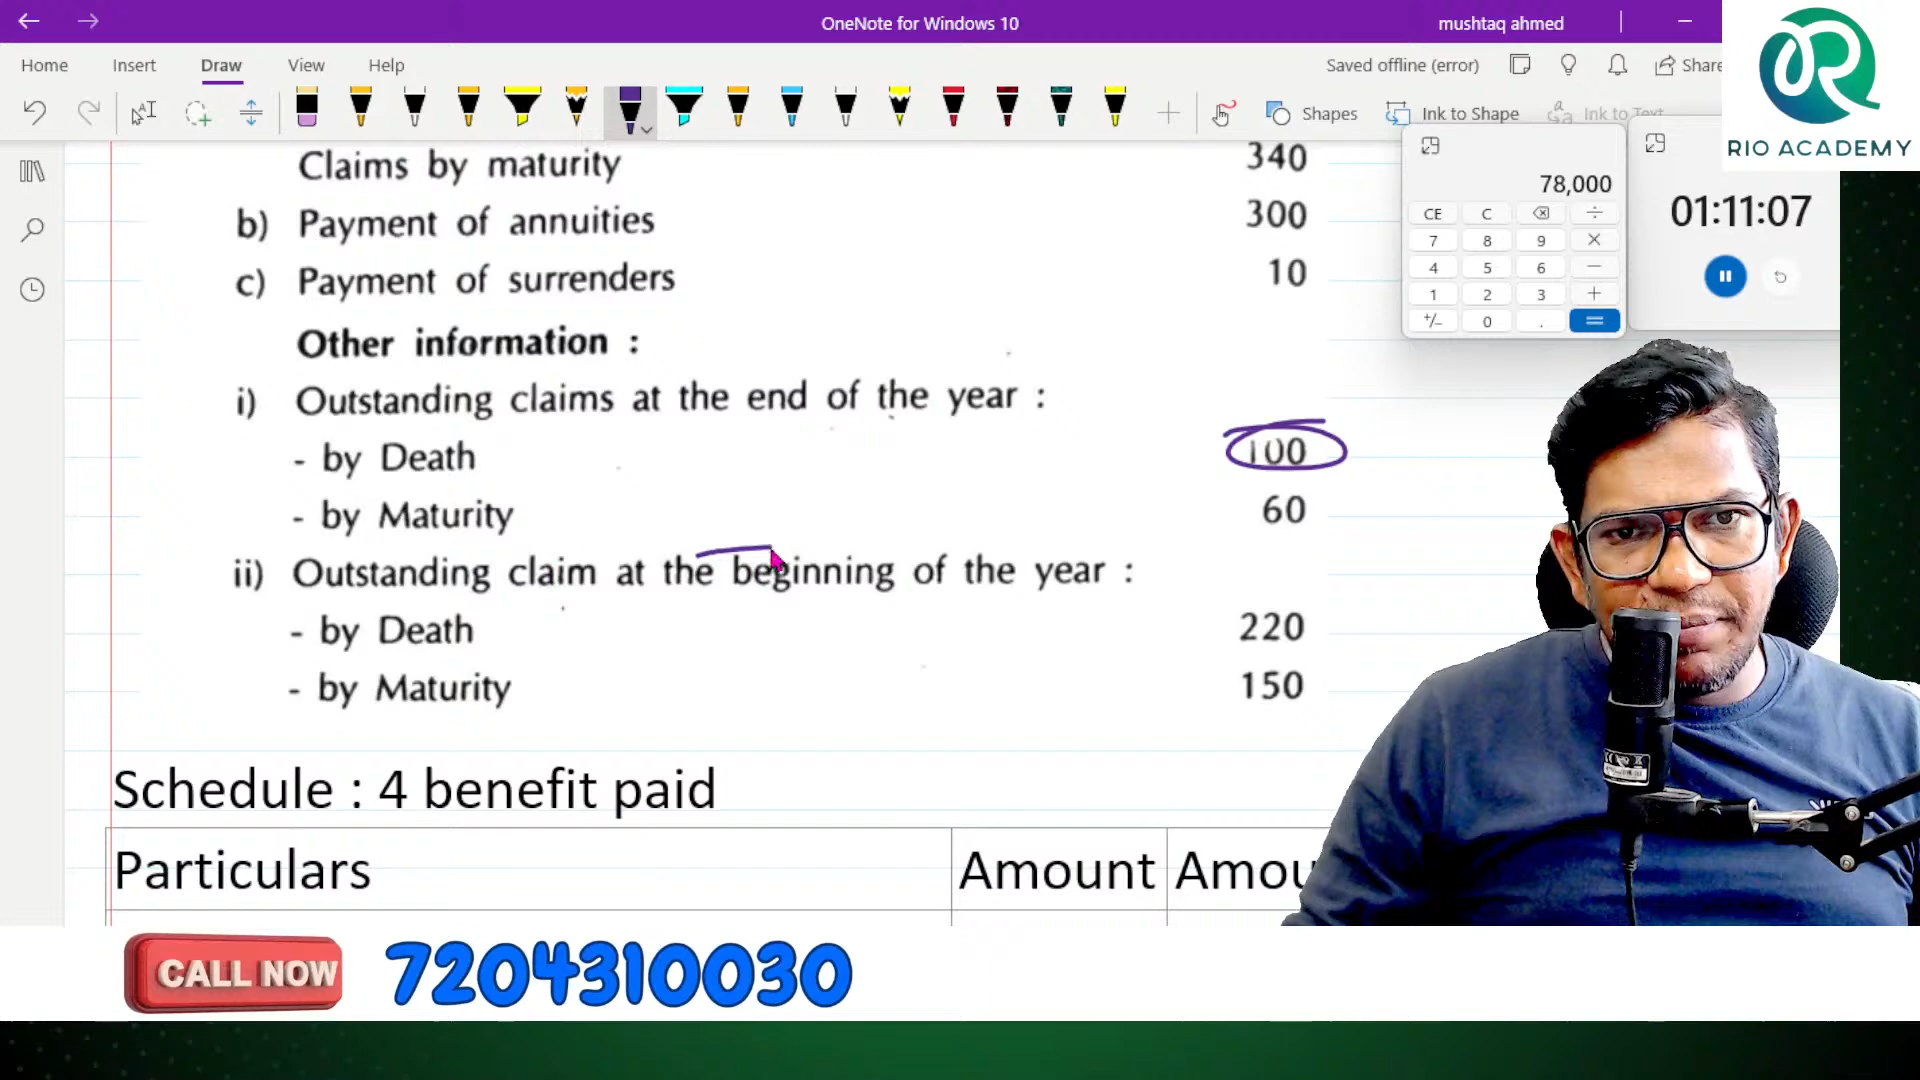 OneNote for Windows 10
mushtaq ahmed
Home Insert Draw View Help
Saved offline (error)
Share
Shapes
Ink to Shape
Ink to Text
RIO ACADEMY
78,000
CE C
7 8 9
4 5 6
1 2 3
+/- 0 .
01:11:07
Claims by maturity 340
b) Payment of annuities 300
c) Payment of surrenders 10
Other information :
i) Outstanding claims at the end of the year :
- by Death 100
- by Maturity 60
ii) Outstanding claim at the beginning of the year :
- by Death 220
- by Maturity 150
Schedule : 4 benefit paid
Particulars Amount Amou
CALL NOW 7204310030